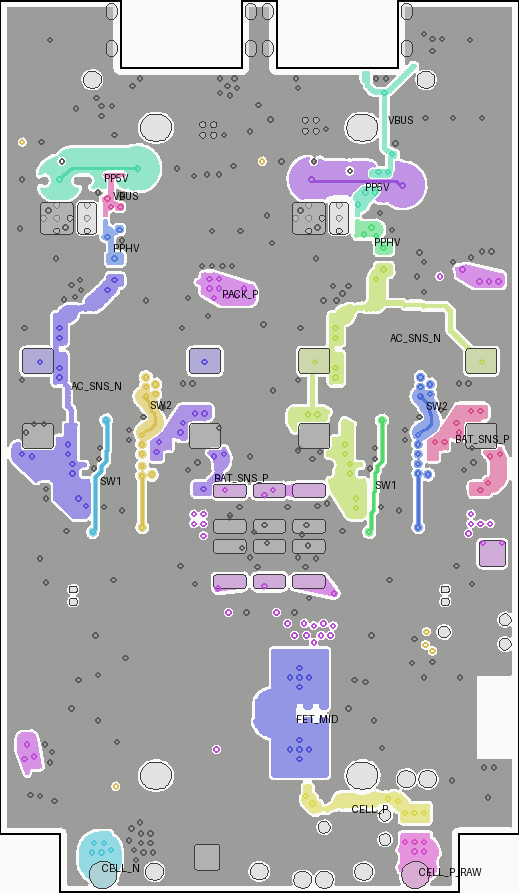 VBUS
PP5V
PP5V
VBUS
PPHV
PPHV
PACK_P
AC_SNS_N
AC_SNS_N
SW2
SW2
BAT_SNS_P
BAT_SNS_P
SW1
SW1
FET_MID
CELL_P
CELL_N
CELL_P_RAW